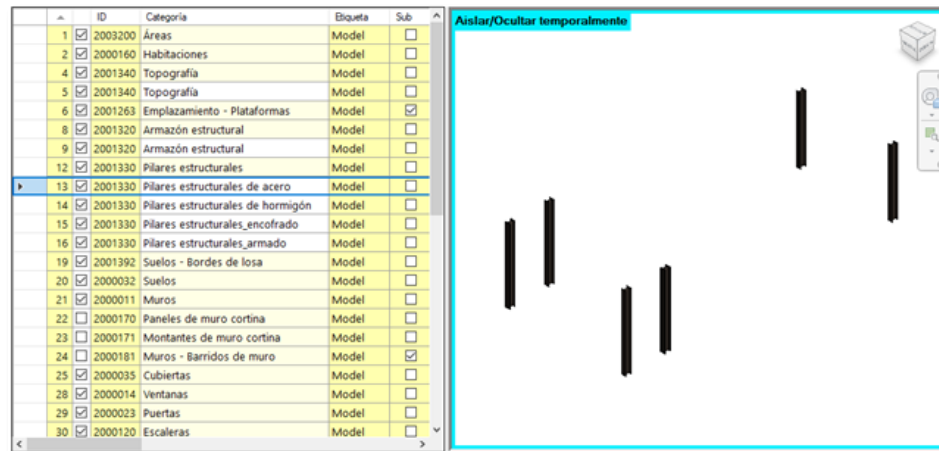 ID Categoría Etiqueta Sub
1 2003200 Áreas Model
2 2000160 Habitaciones Model
4 2001340 Topografía Model
5 2001340 Topografía Model
6 2001263 Emplazamiento - Plataformas Model
8 2001320 Armazón estructural Model
9 2001320 Armazón estructural Model
12 2001330 Pilares estructurales Model
13 2001330 Pilares estructurales de acero Model
14 2001330 Pilares estructurales de hormigón Model
15 2001330 Pilares estructurales_encofrado Model
16 2001330 Pilares estructurales_armado Model
19 2001392 Suelos - Bordes de losa Model
20 2000032 Suelos Model
21 2000011 Muros Model
22 2000170 Paneles de muro cortina Model
23 2000171 Montantes de muro cortina Model
24 2000181 Muros - Barridos de muro Model
25 2000035 Cubiertas Model
28 2000014 Ventanas Model
29 2000023 Puertas Model
30 2000120 Escaleras Model
Aislar/Ocultar temporalmente